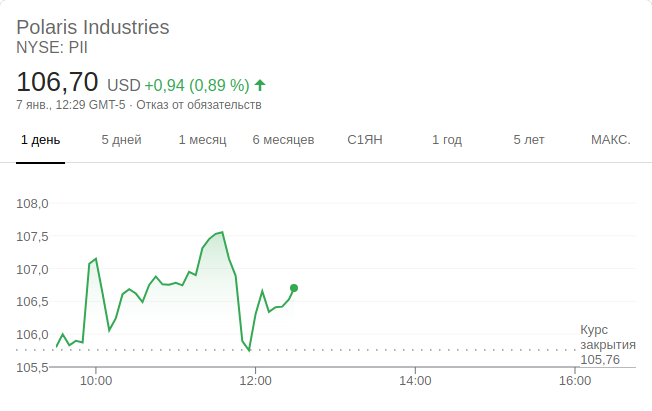 Polaris Industries
NYSE: PII
106,70 USD +0,94 (0,89 %)
7 янв., 12:29 GMT-5 · Отказ от обязательств
1 день 5 дней 1 месяц 6 месяцев С1ЯН 1 год 5 лет МАКС.
108,0
107,5
107,0
106,5
106,0
Курс
закрытия
105,76
105,5
10:00 12:00 14:00 16:00